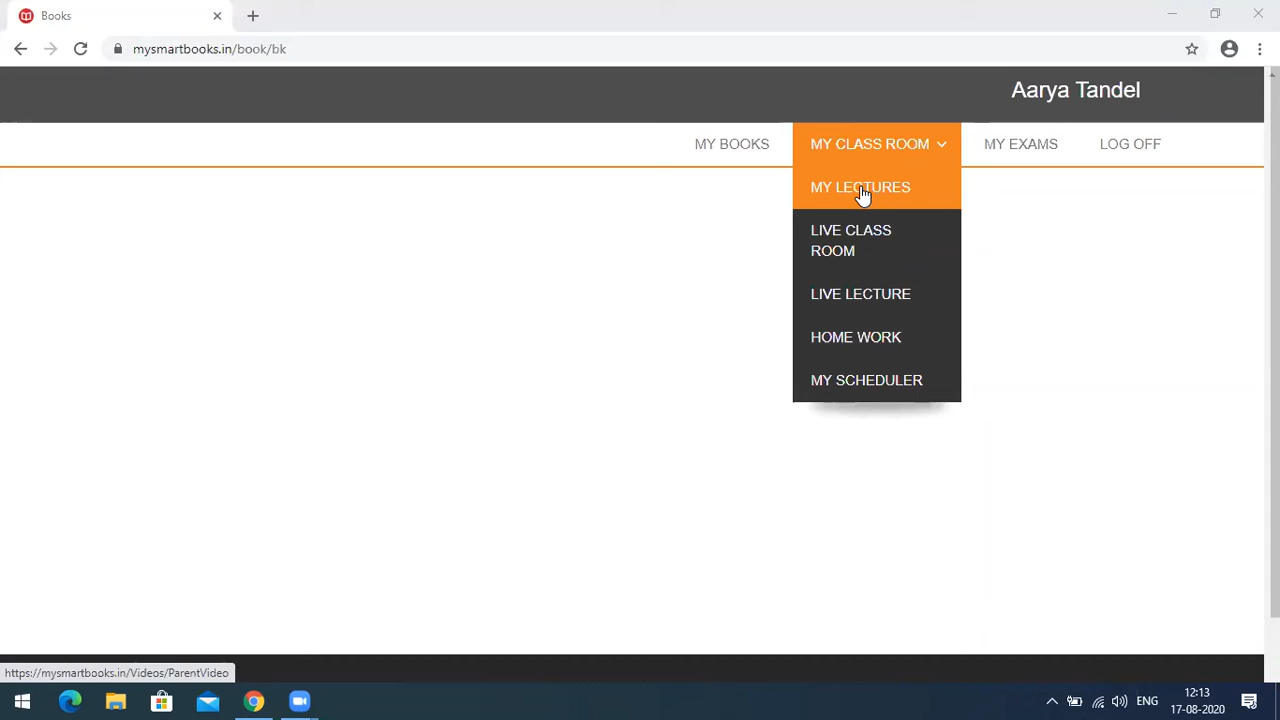 Books
mysmartbooks.in/book/bk
Aarya Tandel
MY BOOKS
MY CLASS ROOM
MY EXAMS
LOG OFF
MY LECTURES
LIVE CLASS
ROOM
LIVE LECTURE
HOME WORK
MY SCHEDULER
https://mysmartbooks.in/Videos/ParentVideo
ENG
12:13
17-08-2020